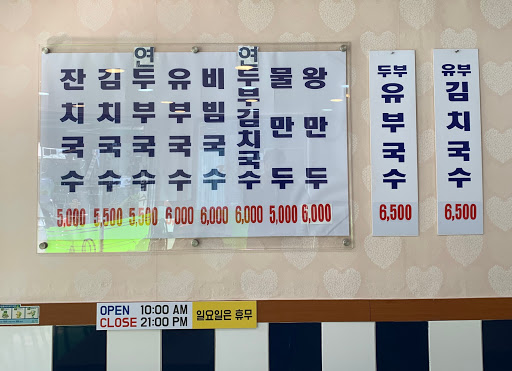 잔치국수 5,000
김치국수 5,500
연두부국수 5,500
유부국수 6,000
비빔국수 6,000
연두부김치국수 6,000
물만두 5,000
왕만두 6,000
두부유부국수 6,500
유부김치국수 6,500
OPEN 10:00 AM
CLOSE 21:00 PM
일요일은 휴무